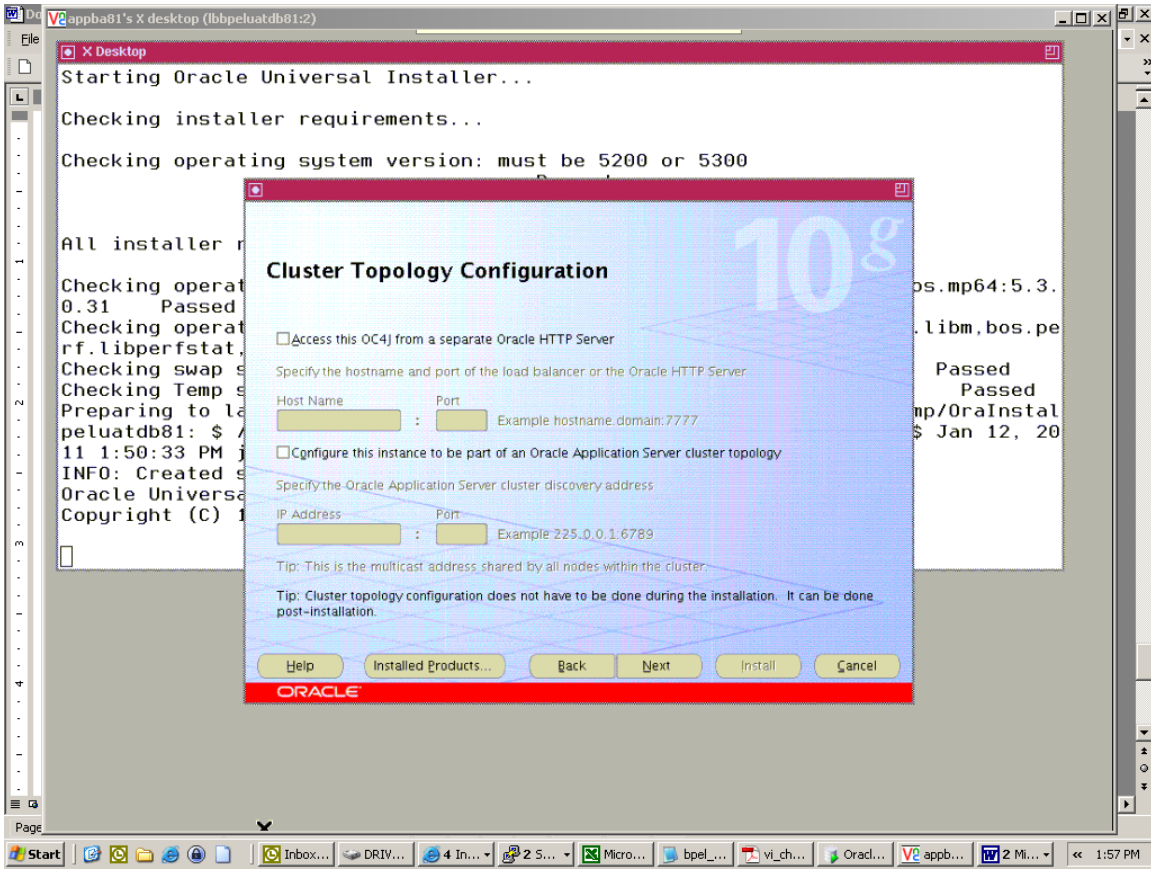 Do
appba81's X desktop (lbbpeluatdb81:2)
File
X Desktop
Starting Oracle Universal Installer...
Checking installer requirements...
Checking operating system version: must be 5200 or 5300
All installer r
Checking operat
os.mp64:5.3.
0.31 Passed
Checking operat
.libm,bos.pe
rf.libperfstat,
Checking swap s
Passed
Checking Temp s
Passed
Preparing to la
mp/OraInstal
peluatdb81: $ /
$ Jan 12, 20
11 1:50:33 PM j
INFO: Created s
Oracle Universa
Copyright (C) 1
10g
Cluster Topology Configuration
Access this OC4J from a separate Oracle HTTP Server
Specify the hostname and port of the load balancer or the Oracle HTTP Server
Host Name Port
: Example hostname.domain:7777
Configure this instance to be part of an Oracle Application Server cluster topology
Specify the Oracle Application Server cluster discovery address
IP Address Port
: Example 225.0.0.1:6789
Tip: This is the multicast address shared by all nodes within the cluster.
Tip: Cluster topology configuration does not have to be done during the installation. It can be done
post-installation.
Help Installed Products... Back Next Install Cancel
ORACLE
Page
Start Inbox... DRIV... 4 In... 2 S... Micro... bpel_... vi_ch... Oracl... appb... 2 Mi... « 1:57 PM